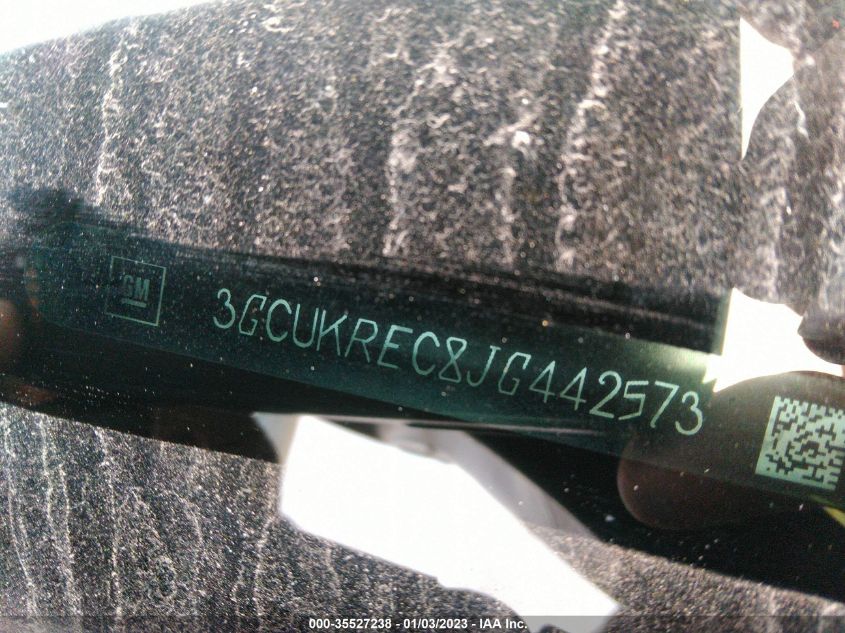 GM
3GCUKREC8JG442573
000-35527238 - 01/03/2023 - IAA Inc.